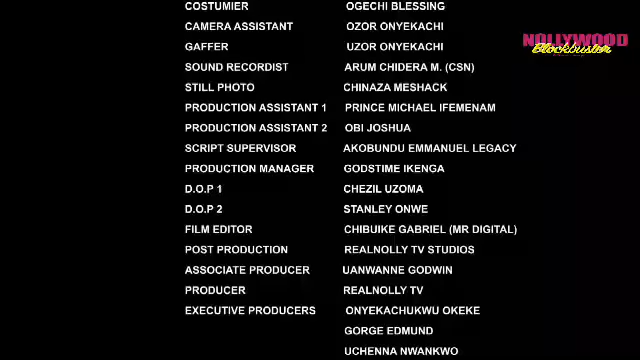 COSTUMIER OGECHI BLESSING
CAMERA ASSISTANT OZOR ONYEKACHI
GAFFER UZOR ONYEKACHI
SOUND RECORDIST ARUM CHIDERA M. (CSN)
STILL PHOTO CHINAZA MESHACK
PRODUCTION ASSISTANT 1 PRINCE MICHAEL IFEMENAM
PRODUCTION ASSISTANT 2 OBI JOSHUA
SCRIPT SUPERVISOR AKOBUNDU EMMANUEL LEGACY
PRODUCTION MANAGER GODSTIME IKENGA
D.O.P 1 CHEZIL UZOMA
D.O.P 2 STANLEY ONWE
FILM EDITOR CHIBUIKE GABRIEL (MR DIGITAL)
POST PRODUCTION REALNOLLY TV STUDIOS
ASSOCIATE PRODUCER UANWANNE GODWIN
PRODUCER REALNOLLY TV
EXECUTIVE PRODUCERS ONYEKACHUKWU OKEKE
GORGE EDMUND
UCHENNA NWANKWO
NOLLYWOOD
Blockbuster